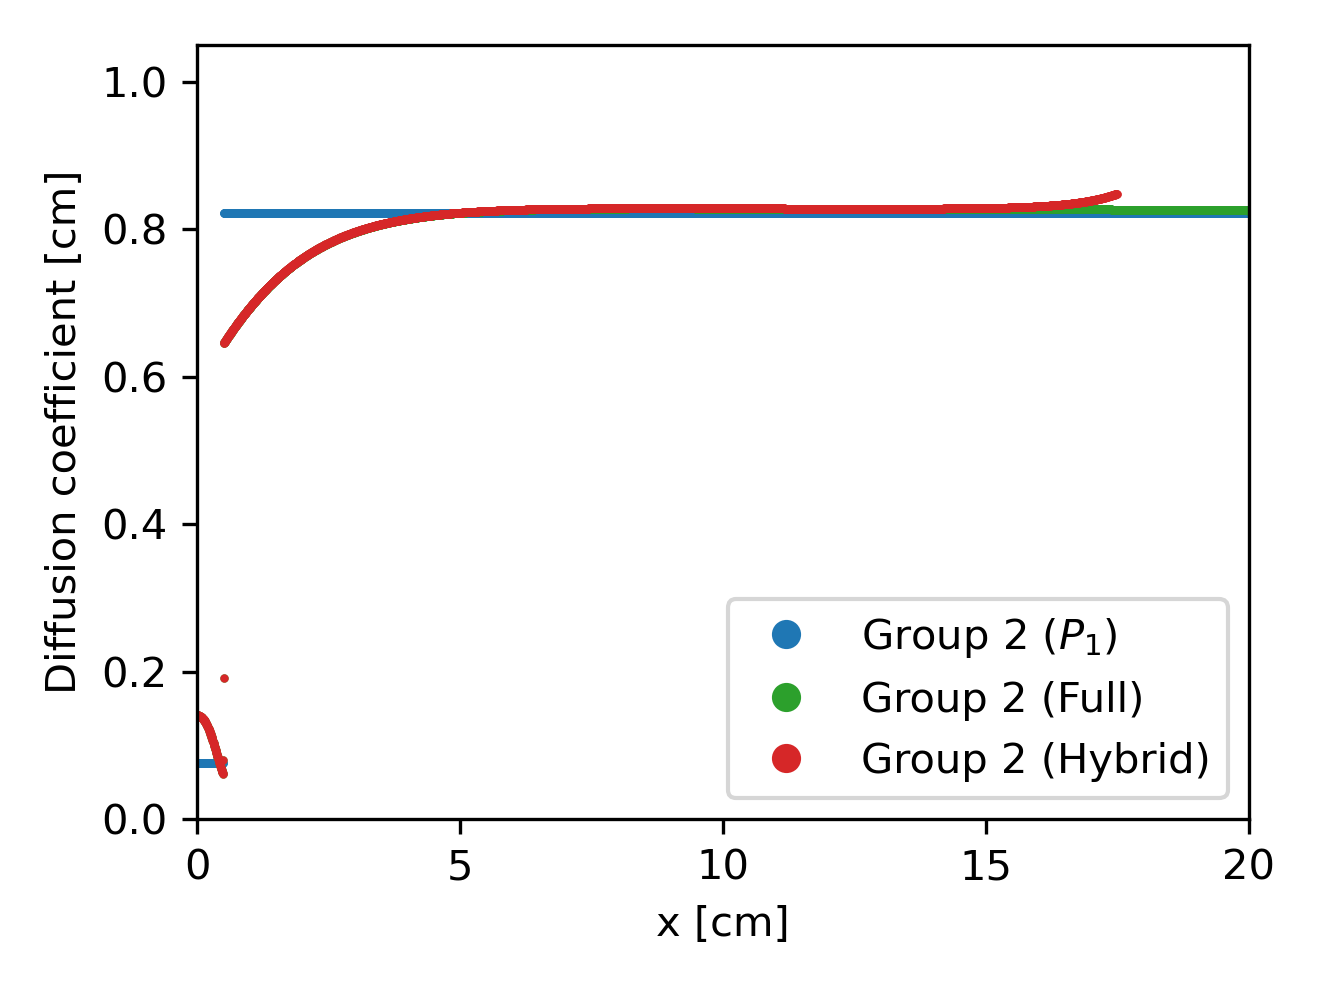 Diffusion coefficient [cm]
1.0
0.8
0.6
0.4
0.2
0.0
Group 2 (P₁)
Group 2 (Full)
Group 2 (Hybrid)
0 5 10 15 20
x [cm]